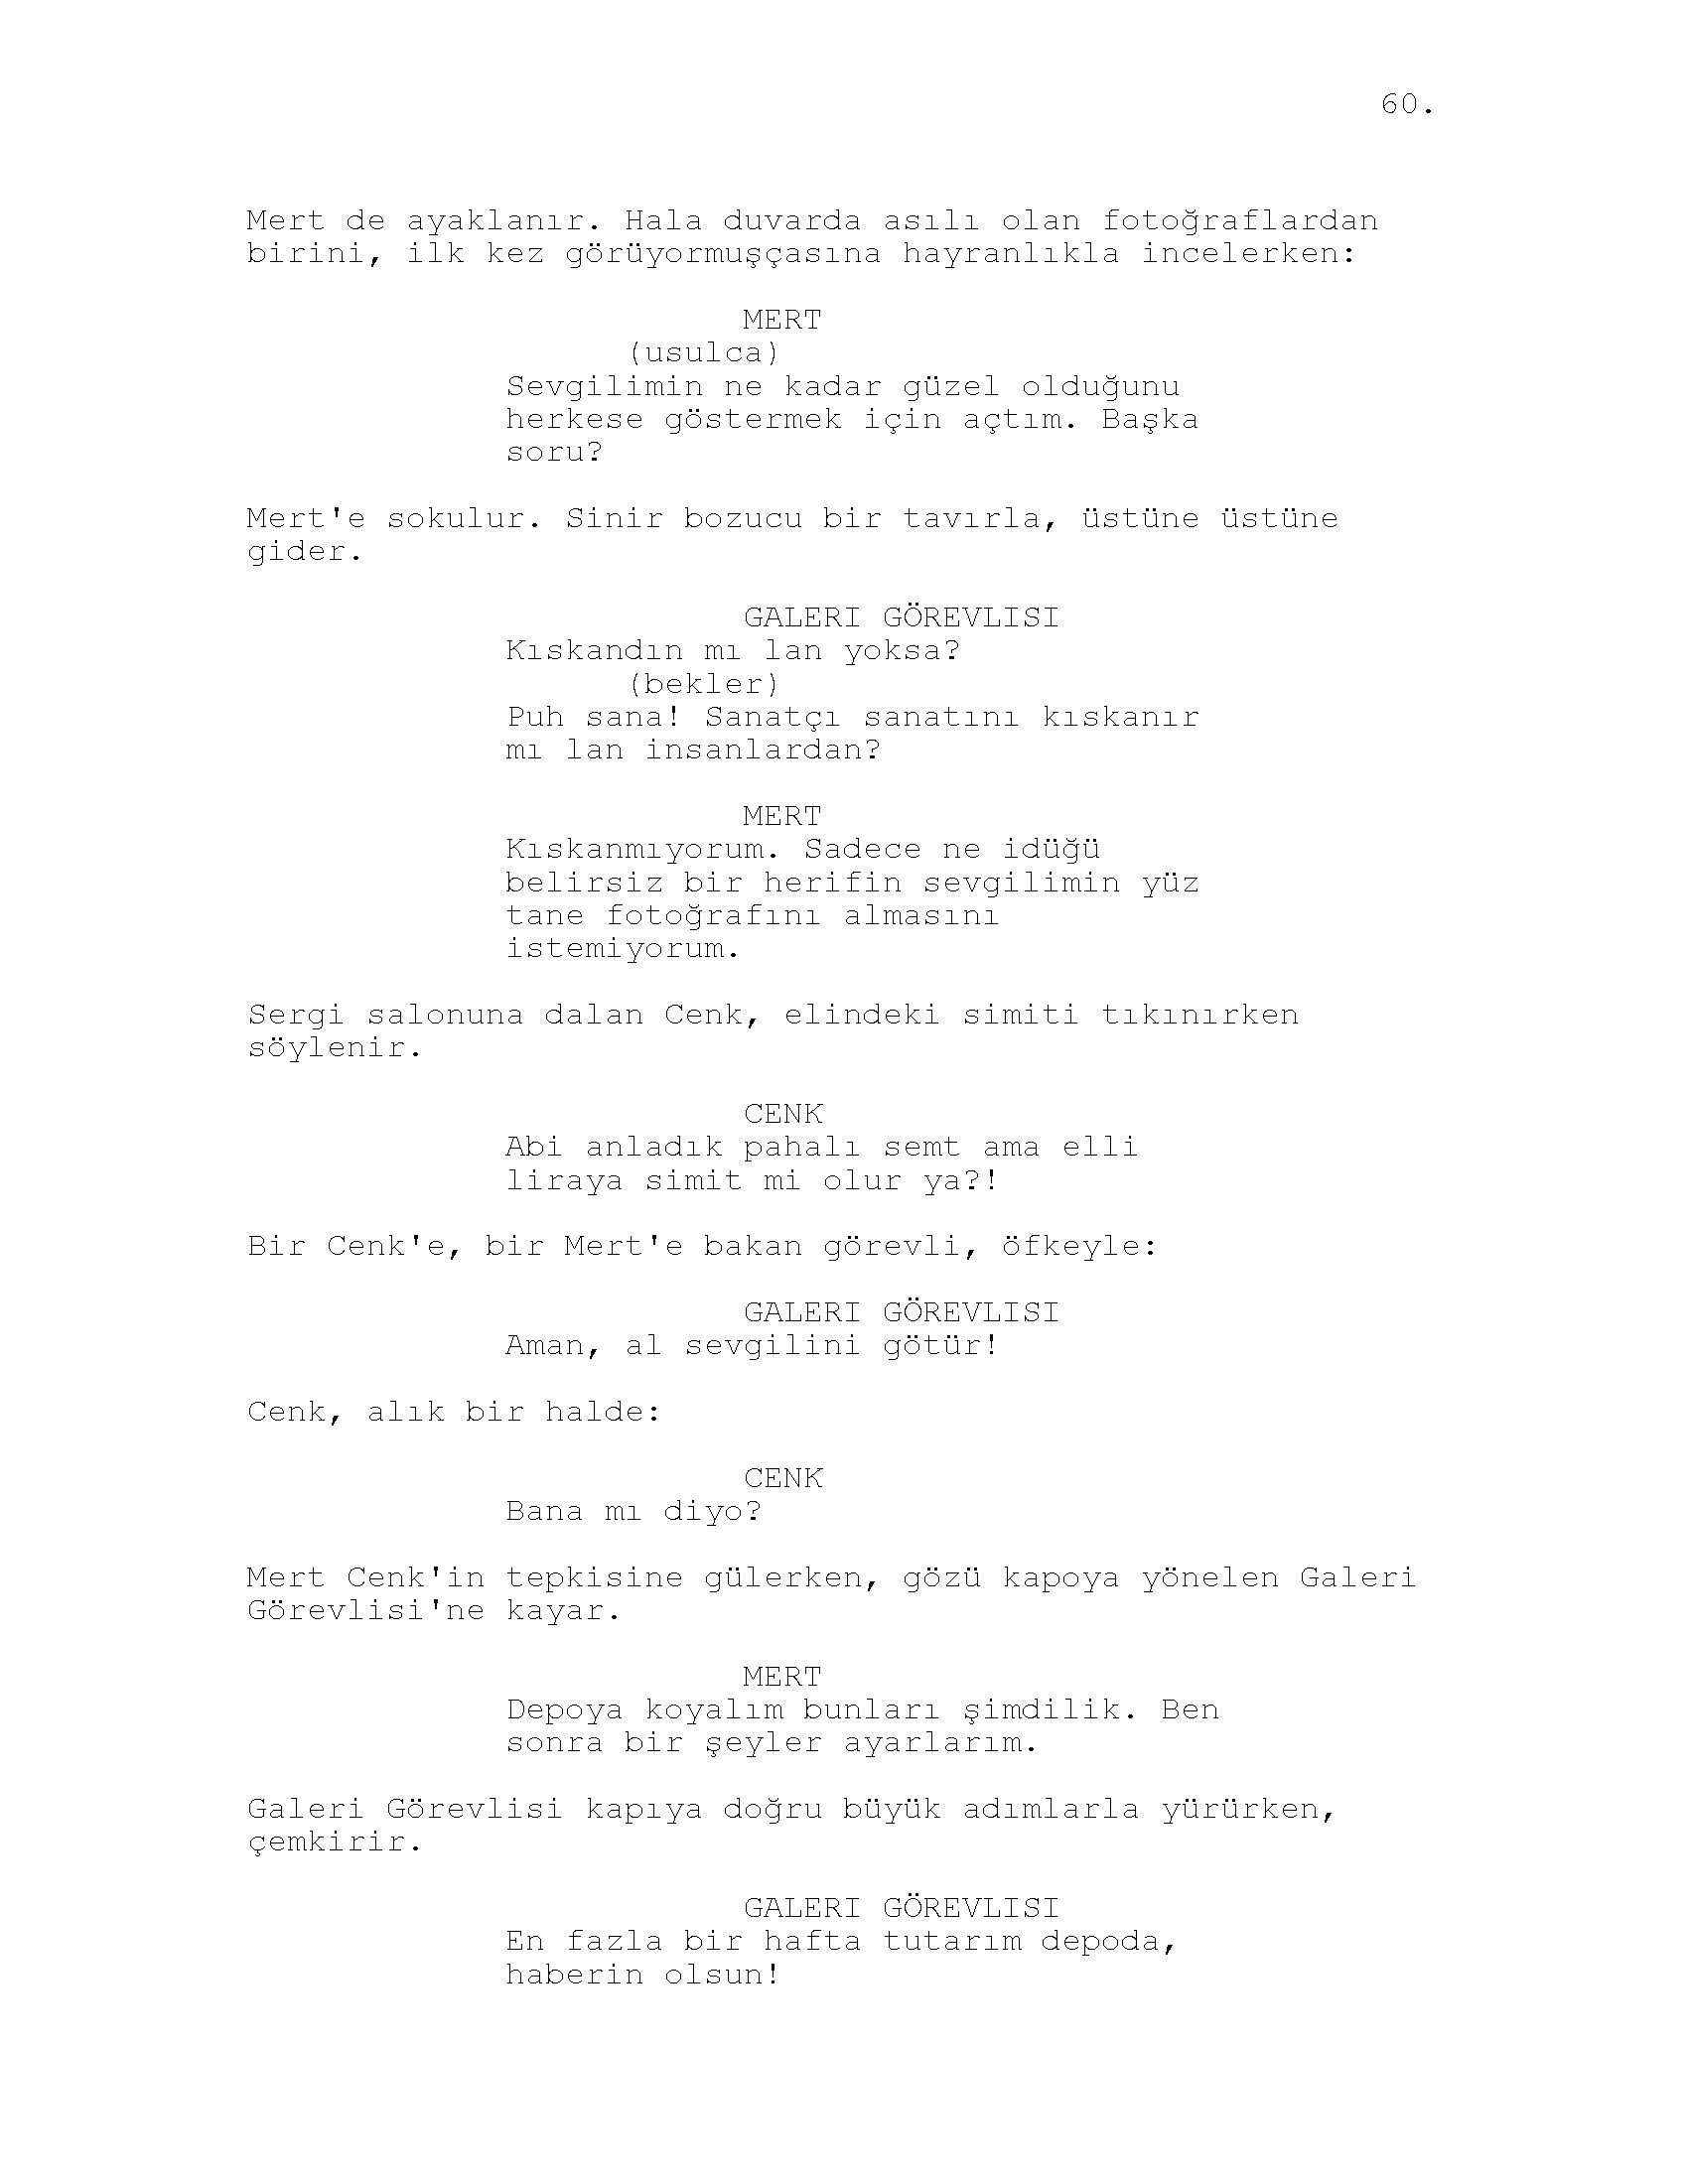 60.
Mert de ayaklanır. Hala duvarda asılı olan fotoğraflardan
birini, ilk kez görüyormuşçasına hayranlıkla incelerken:
MERT
(usulca)
Sevgilimin ne kadar güzel olduğunu
herkese göstermek için açtım. Başka
soru?
Mert'e sokulur. Sinir bozucu bir tavırla, üstüne üstüne
gider.
GALERI GÖREVLISI
Kıskandın mı lan yoksa?
(bekler)
Puh sana! Sanatçı sanatını kıskanır
mı lan insanlardan?
MERT
Kıskanmıyorum. Sadece ne idüğü
belirsiz bir herifin sevgilimin yüz
tane fotoğrafını almasını
istemiyorum.
Sergi salonuna dalan Cenk, elindeki simiti tıkınırken
söylenir.
CENK
Abi anladık pahalı semt ama elli
liraya simit mi olur ya?!
Bir Cenk'e, bir Mert'e bakan görevli, öfkeyle:
GALERI GÖREVLISI
Aman, al sevgilini götür!
Cenk, alık bir halde:
CENK
Bana mı diyo?
Mert Cenk'in tepkisine gülerken, gözü kapoya yönelen Galeri
Görevlisi'ne kayar.
MERT
Depoya koyalım bunları şimdilik. Ben
sonra bir şeyler ayarlarım.
Galeri Görevlisi kapıya doğru büyük adımlarla yürürken,
çemkirir.
GALERI GÖREVLISI
En fazla bir hafta tutarım depoda,
haberin olsun!